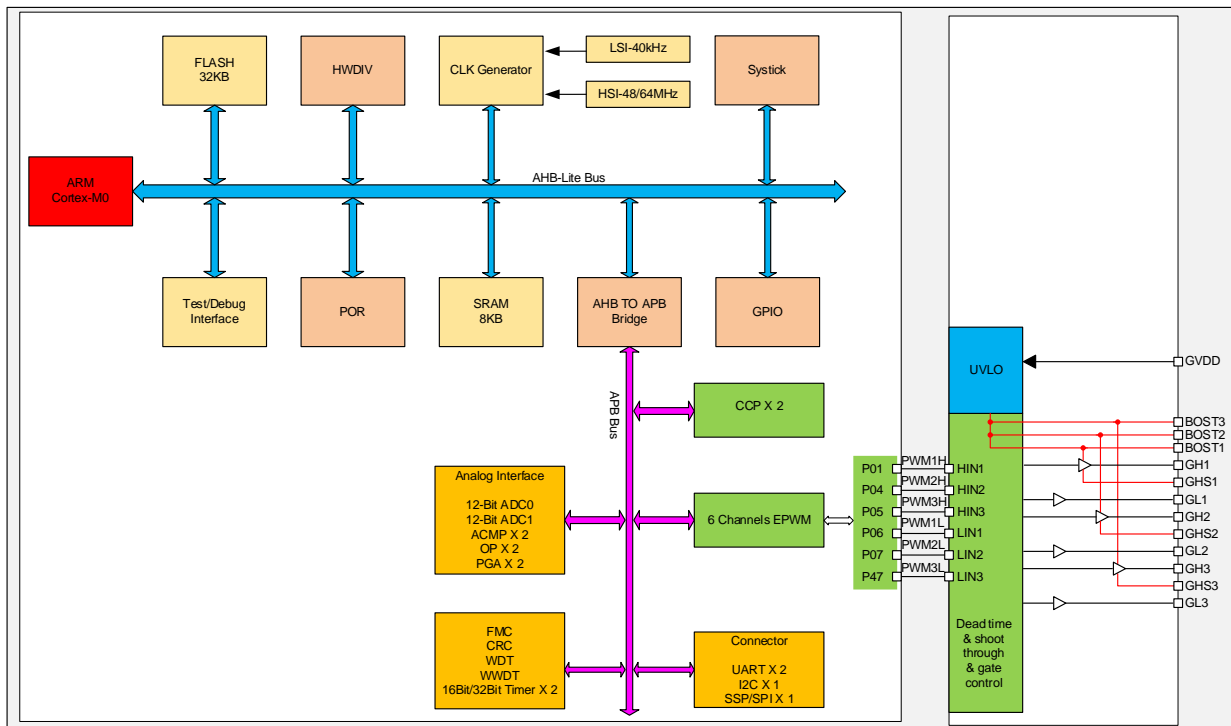 FLASH
32KB
HWDIV
CLK Generator
LSI-40kHz
HSI-48/64MHz
Systick
ARM
Cortex-M0
AHB-Lite Bus
Test/Debug
Interface
POR
SRAM
8KB
AHB TO APB
Bridge
GPIO
APB Bus
CCP X 2
Analog Interface
12-Bit ADC0
12-Bit ADC1
ACMP X 2
OP X 2
PGA X 2
6 Channels EPWM
FMC
CRC
WDT
WWDT
16Bit/32Bit Timer X 2
Connector
UART X 2
I2C X 1
SSP/SPI X 1
P01
P04
P05
P06
P07
P47
PWM1H
PWM2H
PWM3H
PWM1L
PWM2L
PWM3L
HIN1
HIN2
HIN3
LIN1
LIN2
LIN3
UVLO
Dead time
& shoot
through
& gate
control
GVDD
BOST3
BOST2
BOST1
GH1
GHS1
GL1
GH2
GHS2
GL2
GH3
GHS3
GL3